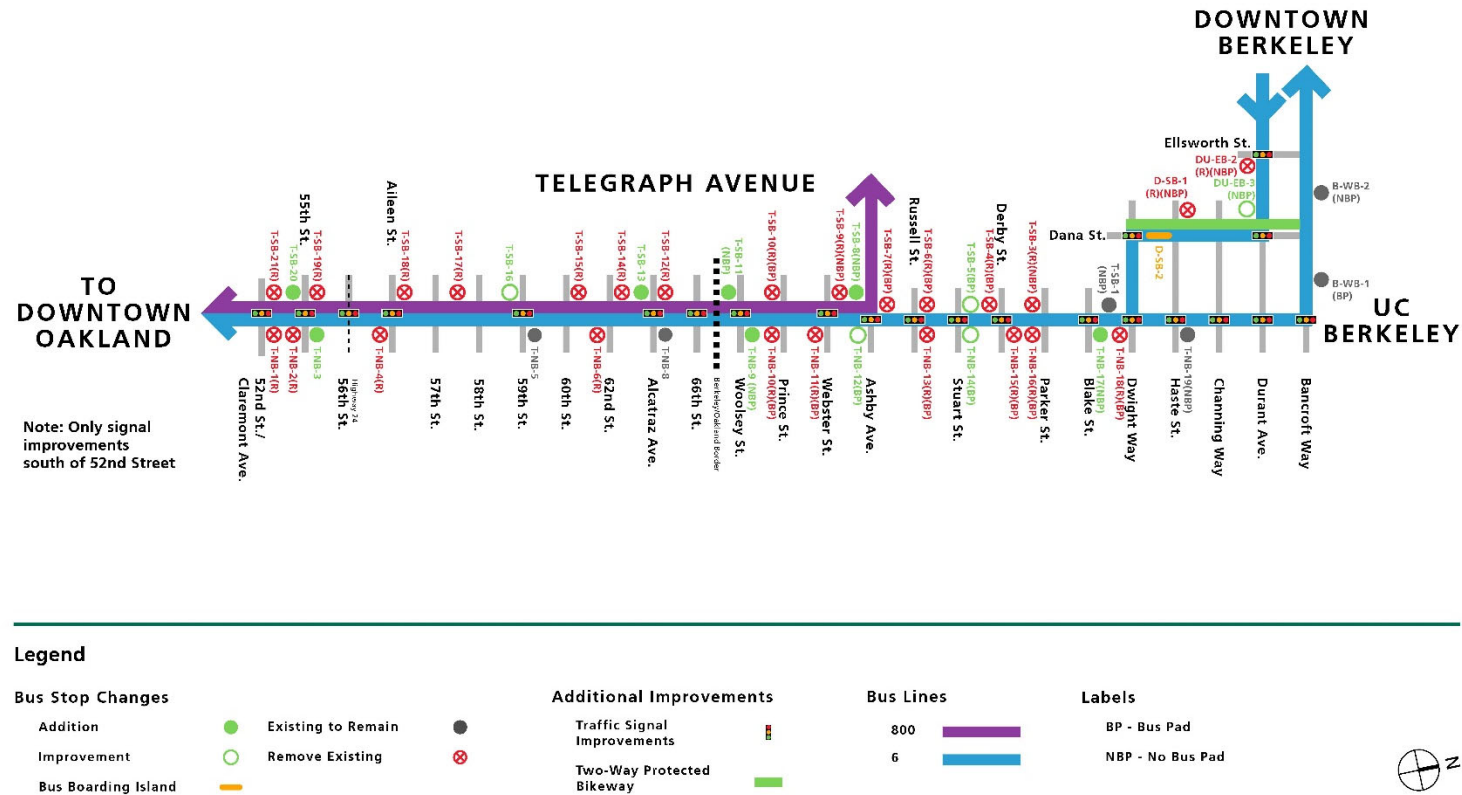 DOWNTOWN
BERKELEY
Ellsworth St.
DU-EB-2
(R)(NBP)
D-SB-1
(R)(NBP)
DU-EB-3
(NBP)
B-WB-2
(NBP)
TELEGRAPH AVENUE
Dana St.
D-SB-2
T-SB-1
(NBP)
B-WB-1
(BP)
55th St.
Aileen St.
Russell St.
Derby St.
T-SB-21(R)
T-SB-20
T-SB-19(R)
T-SB-18(R)
T-SB-17(R)
T-SB-16
T-SB-15(R)
T-SB-14(R)
T-SB-13
T-SB-12(R)
T-SB-11
(NBP)
T-SB-10(R)(BP)
T-SB-9(R)(NBP)
T-SB-8(NBP)
T-SB-7(R)(BP)
T-SB-6(R)(BP)
T-SB-5(BP)
T-SB-4(R)(BP)
T-SB-3(R)(NBP)
TO
DOWNTOWN
OAKLAND
UC
BERKELEY
T-NB-1(R)
T-NB-2(R)
T-NB-3
T-NB-4(R)
T-NB-5
T-NB-6(R)
T-NB-8
T-NB-9 (NBP)
T-NB-10(R)(BP)
T-NB-11(R)(BP)
T-NB-12(BP)
T-NB-13(R)(BP)
T-NB-14(BP)
T-NB-15(R)(BP)
T-NB-16(R)(BP)
T-NB-17(NBP)
T-NB-18(R)(BP)
T-NB-19(NBP)
52nd St./
Claremont Ave.
56th St.
Highway 24
57th St.
58th St.
59th St.
60th St.
62nd St.
Alcatraz Ave.
66th St.
Berkeley/Oakland Border
Woolsey St.
Prince St.
Webster St.
Ashby Ave.
Stuart St.
Parker St.
Blake St.
Dwight Way
Haste St.
Channing Way
Durant Ave.
Bancroft Way
Note: Only signal
improvements
south of 52nd Street
Legend
Bus Stop Changes
Addition
Existing to Remain
Improvement
Remove Existing
Bus Boarding Island
Additional Improvements
Traffic Signal
Improvements
Two-Way Protected
Bikeway
Bus Lines
800
6
Labels
BP - Bus Pad
NBP - No Bus Pad
N